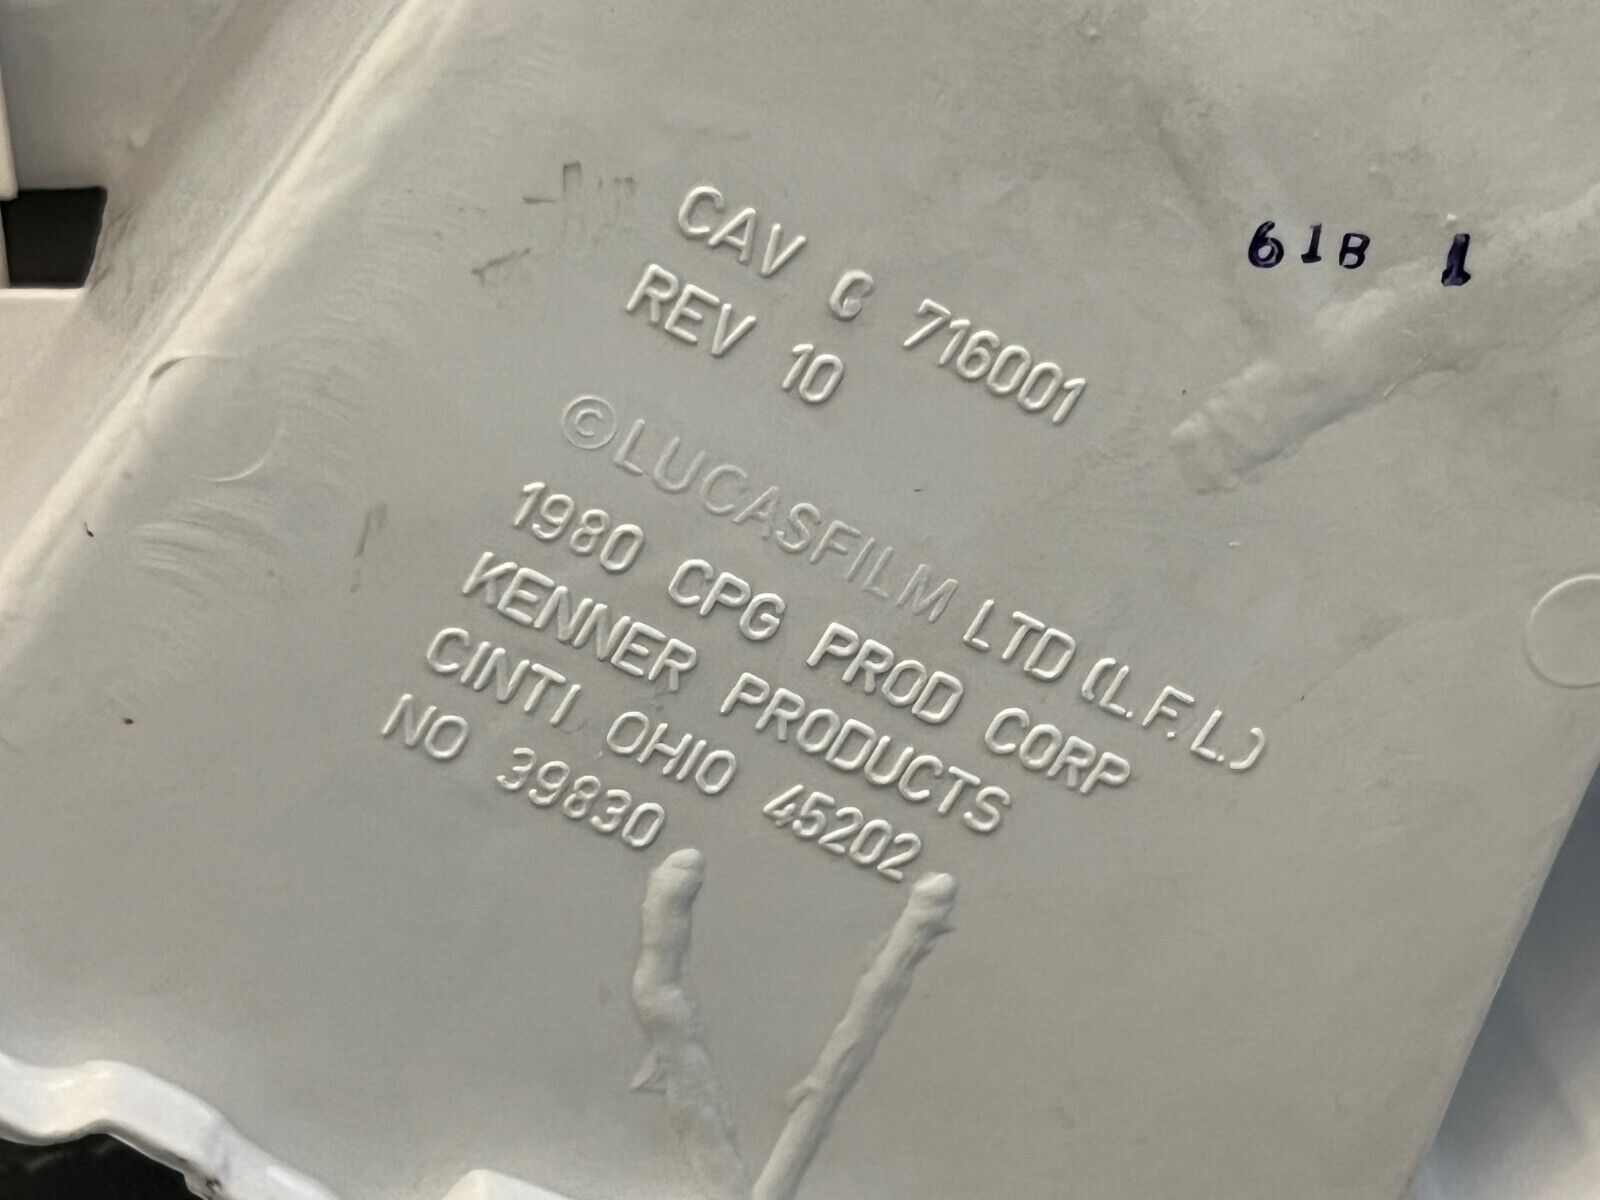 CAV C 716001
REV 10
©LUCASFILM LTD (L.F.L.)
1980 CPG PROD CORP
KENNER PRODUCTS
CINTI OHIO 45202
NO 39830
61B 1